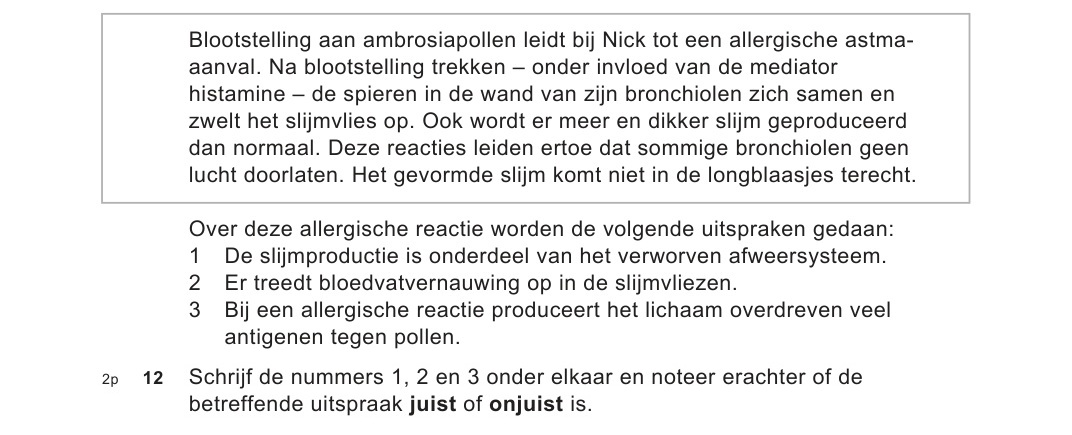 Blootstelling aan ambrosiapollen leidt bij Nick tot een allergische astma-
aanval. Na blootstelling trekken – onder invloed van de mediator
histamine – de spieren in de wand van zijn bronchiolen zich samen en
zwelt het slijmvlies op. Ook wordt er meer en dikker slijm geproduceerd
dan normaal. Deze reacties leiden ertoe dat sommige bronchiolen geen
lucht doorlaten. Het gevormde slijm komt niet in de longblaasjes terecht.
Over deze allergische reactie worden de volgende uitspraken gedaan:
1 De slijmproductie is onderdeel van het verworven afweersysteem.
2 Er treedt bloedvatvernauwing op in de slijmvliezen.
3 Bij een allergische reactie produceert het lichaam overdreven veel
antigenen tegen pollen.
2p 12 Schrijf de nummers 1, 2 en 3 onder elkaar en noteer erachter of de
betreffende uitspraak juist of onjuist is.